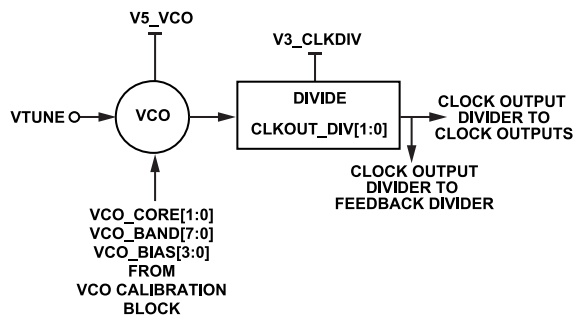 V5_VCO
V3_CLKDIV
VTUNE
VCO
DIVIDE
CLKOUT_DIV[1:0]
CLOCK OUTPUT
DIVIDER TO
CLOCK OUTPUTS
CLOCK OUTPUT
DIVIDER TO
FEEDBACK DIVIDER
VCO_CORE[1:0]
VCO_BAND[7:0]
VCO_BIAS[3:0]
FROM
VCO CALIBRATION
BLOCK